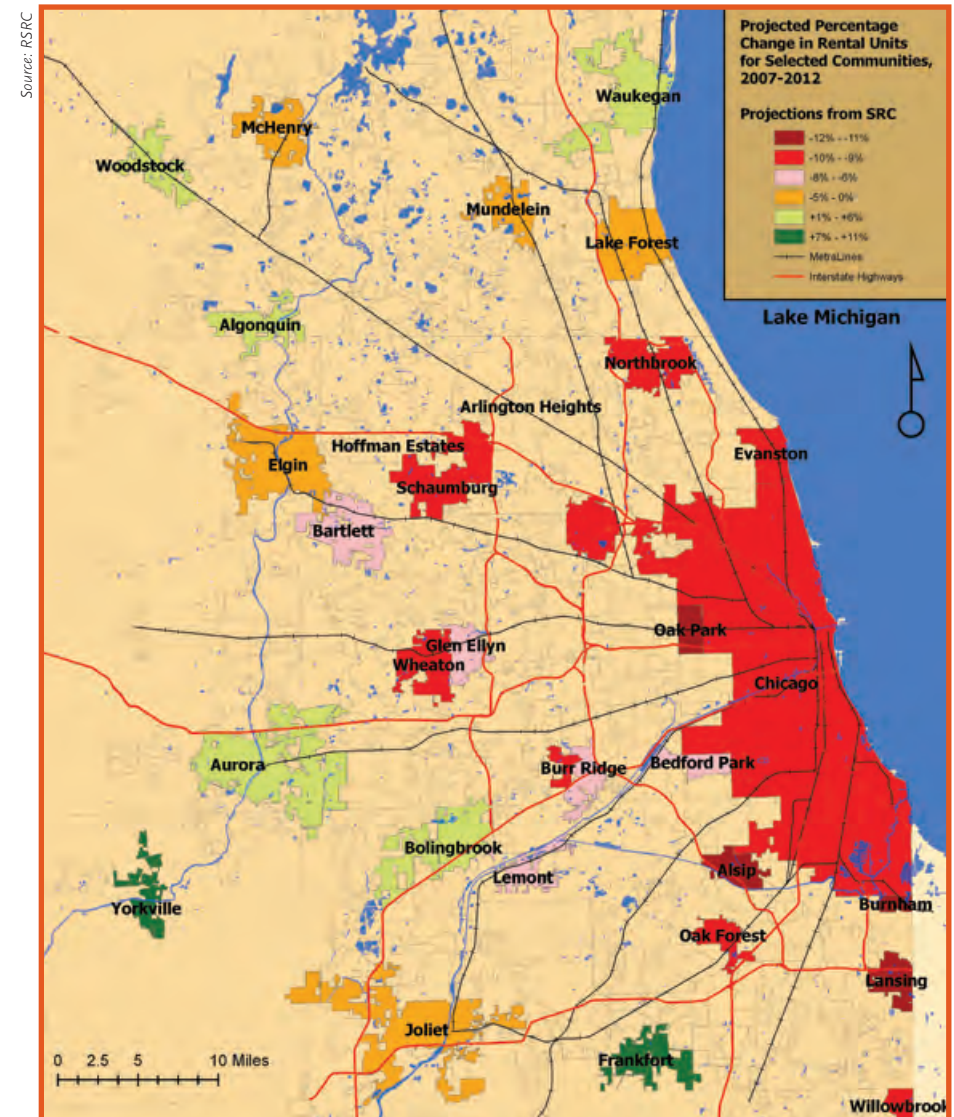 Source: RSRC
Projected Percentage
Change in Rental Units
for Selected Communities,
2007-2012
Projections from SRC
-12% - -11%
-10% - -9%
-8% - -6%
-5% - 0%
+1% - +6%
+7% - +11%
MetraLines
Interstate Highways
Waukegan
McHenry
Woodstock
Mundelein
Lake Forest
Lake Michigan
Algonquin
Northbrook
Arlington Heights
Hoffman Estates
Evanston
Elgin
Schaumburg
Bartlett
Oak Park
Glen Ellyn
Wheaton
Chicago
Aurora
Burr Ridge
Bedford Park
Bolingbrook
Lemont
Alsip
Yorkville
Burnham
Oak Forest
Lansing
Joliet
Frankfort
0 2.5 5 10 Miles
Willowbrook